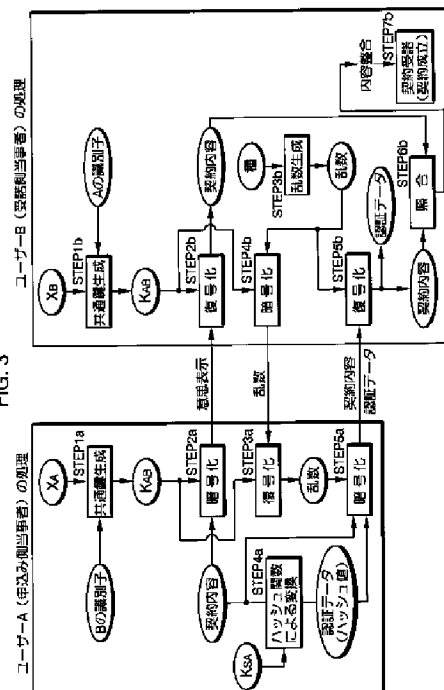 FIG. 3
ユーザーA (申込み側当事者) の処理
XA
STEP1a
Bの識別子
共通鍵生成
KAB
STEP2a
契約内容
暗号化
意思表示
STEP3a
復号化
乱数
STEP4a
KSA
ハッシュ関数
による変換
乱数
STEP5a
認証データ
(ハッシュ値)
暗号化
契約内容
認証データ
ユーザーB (受諾側当事者) の処理
XB
STEP1b
Aの識別子
共通鍵生成
KAB
STEP2b
復号化
契約内容
種
STEP3b
乱数生成
乱数
STEP4b
暗号化
STEP5b
復号化
認証データ
契約内容
STEP6b
照合
内容整合
STEP7b
契約受諾
(契約成立)